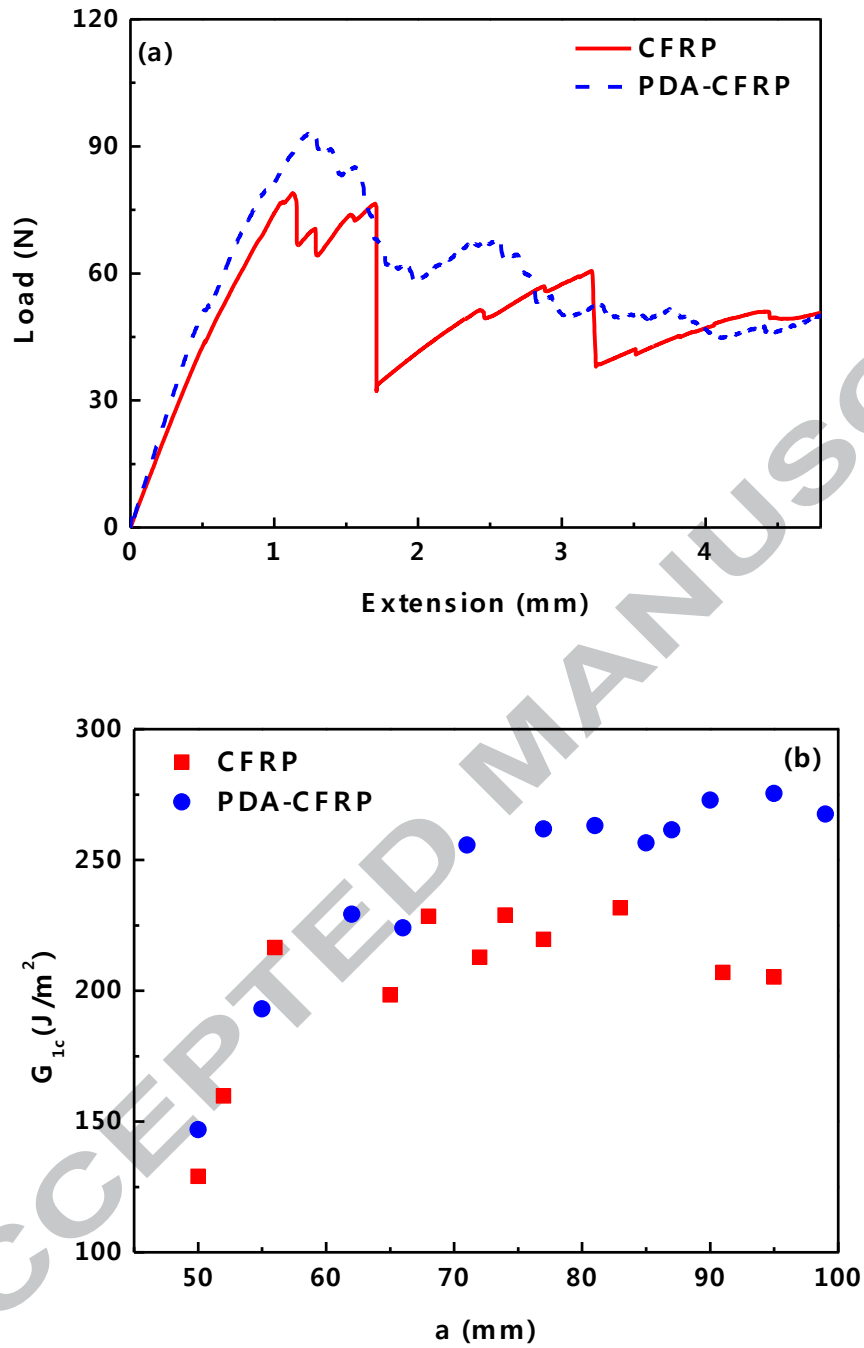 120
(a)
CFRP
PDA-CFRP
90
Load (N)
60
30
0
0 1 2 3 4
Extension (mm)
300
CFRP
(b)
PDA-CFRP
250
G1c (J/m2)
200
150
100
50 60 70 80 90 100
a (mm)
CCEPTED MANUSC